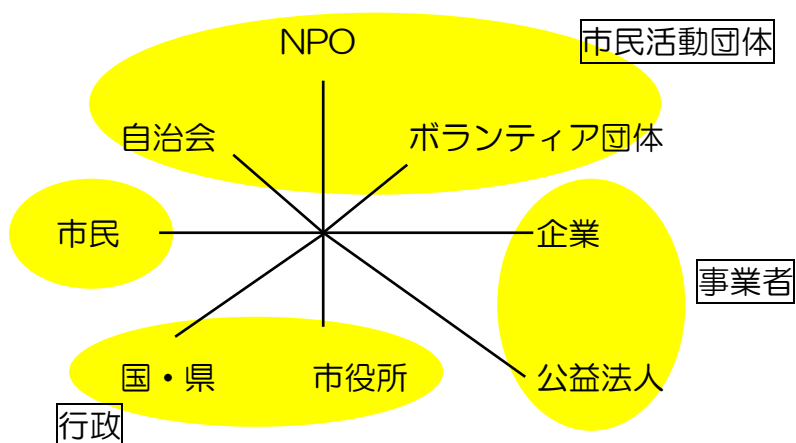 NPO
市民活動団体
自治会
ボランティア団体
市民
企業
事業者
国・県
市役所
公益法人
行政